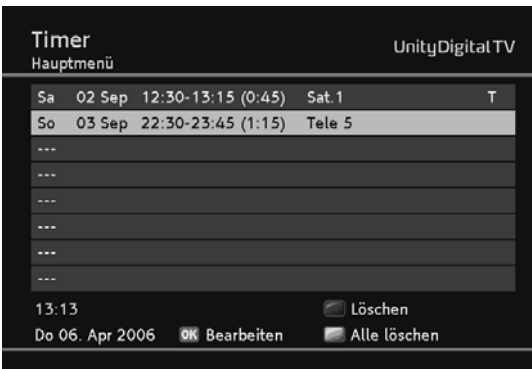 Timer
UnityDigitalTV
Hauptmenü
Sa 02 Sep 12:30-13:15 (0:45) Sat.1 T
So 03 Sep 22:30-23:45 (1:15) Tele 5
---
---
---
---
---
---
13:13 Löschen
Do 06. Apr 2006 OK Bearbeiten Alle löschen